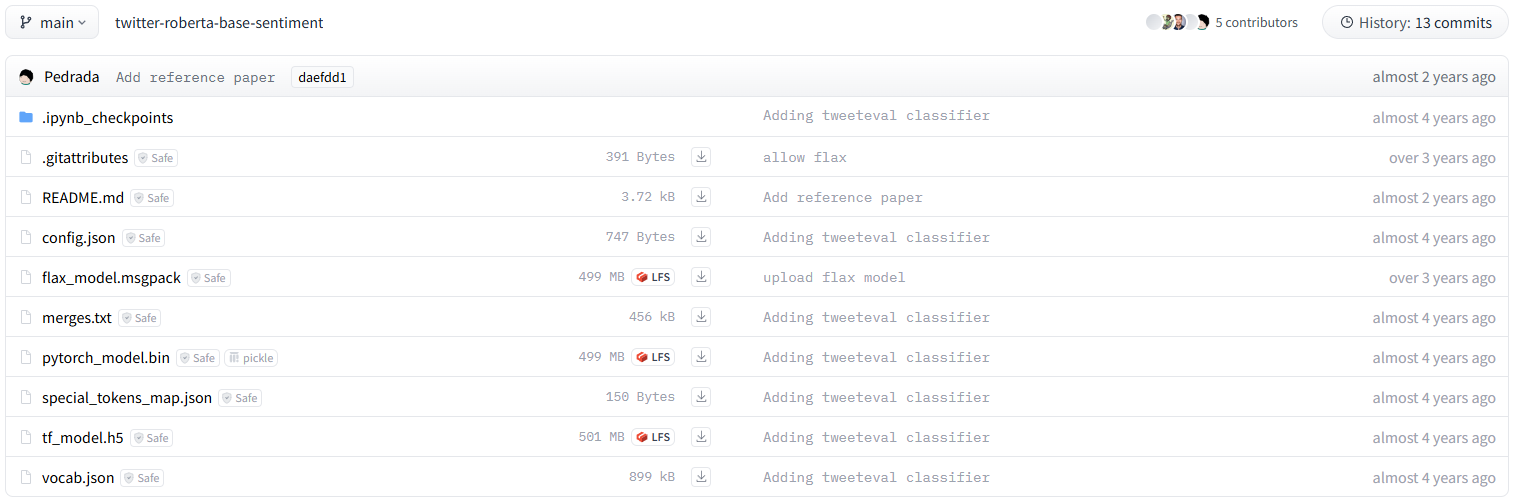 main twitter-roberta-base-sentiment 5 contributors History: 13 commits
Pedrada Add reference paper daefdd1 almost 2 years ago
.ipynb_checkpoints Adding tweeteval classifier almost 4 years ago
.gitattributes Safe 391 Bytes allow flax over 3 years ago
README.md Safe 3.72 kB Add reference paper almost 2 years ago
config.json Safe 747 Bytes Adding tweeteval classifier almost 4 years ago
flax_model.msgpack Safe 499 MB LFS upload flax model over 3 years ago
merges.txt Safe 456 kB Adding tweeteval classifier almost 4 years ago
pytorch_model.bin Safe pickle 499 MB LFS Adding tweeteval classifier almost 4 years ago
special_tokens_map.json Safe 150 Bytes Adding tweeteval classifier almost 4 years ago
tf_model.h5 Safe 501 MB LFS Adding tweeteval classifier almost 4 years ago
vocab.json Safe 899 kB Adding tweeteval classifier almost 4 years ago